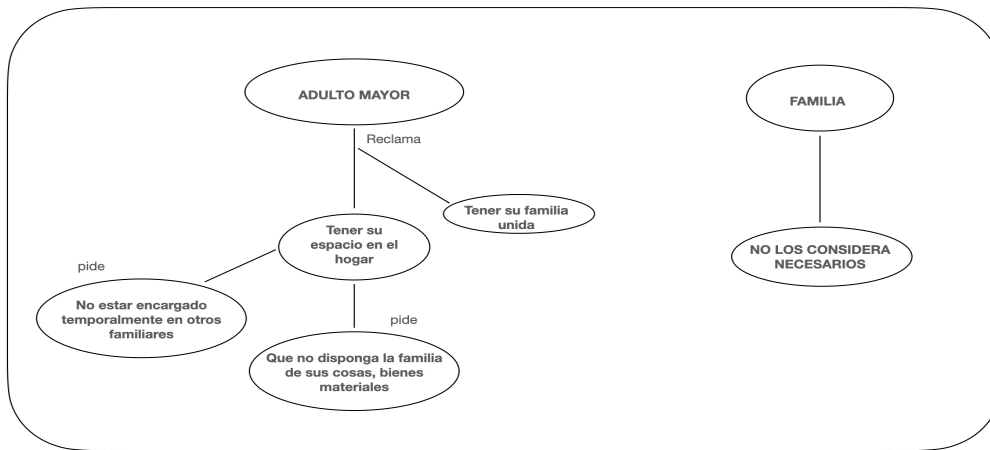 ADULTO MAYOR
Reclama
Tener su
espacio en el
hogar
Tener su familia
unida
pide
No estar encargado
temporalmente en otros
familiares
pide
Que no disponga la familia
de sus cosas, bienes
materiales
FAMILIA
NO LOS CONSIDERA
NECESARIOS